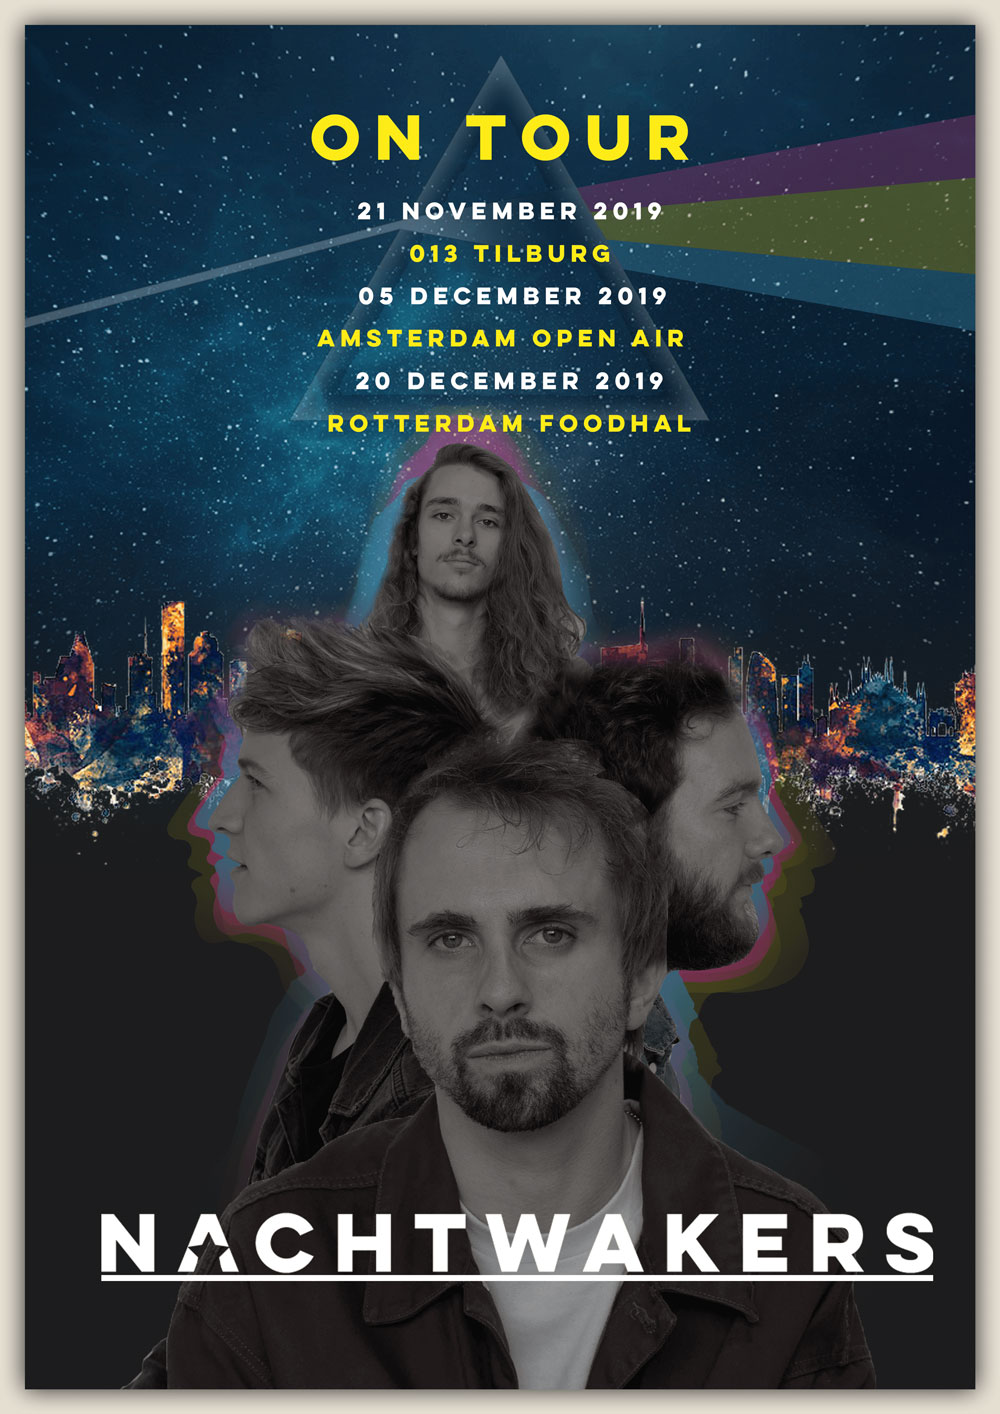 ON TOUR
21 NOVEMBER 2019
013 TILBURG
05 DECEMBER 2019
AMSTERDAM OPEN AIR
20 DECEMBER 2019
ROTTERDAM FOODHAL
NACHTWAKERS